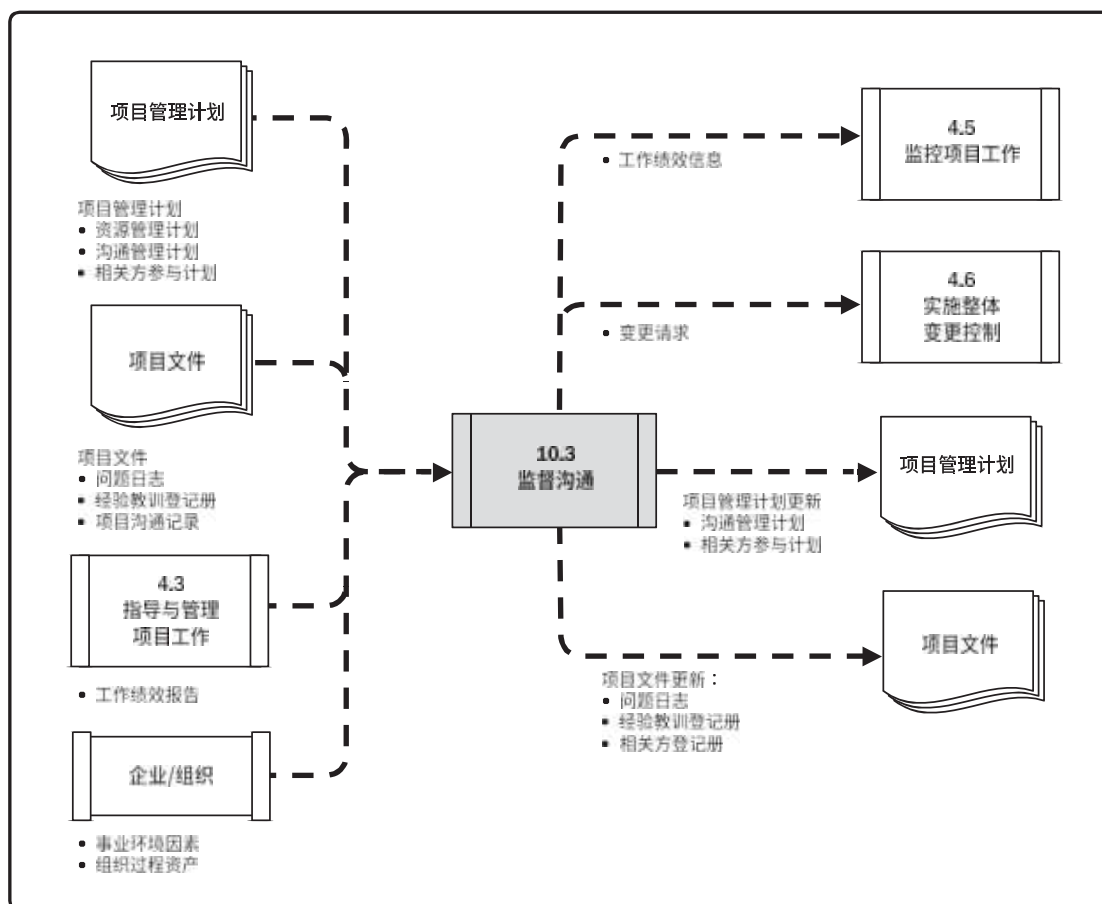 项目管理计划
项目管理计划
• 资源管理计划
• 沟通管理计划
▪ 相关方参与计划
项目文件
项目文件
• 问题日志
▪ 经验教训登记册
▪ 项目沟通记录
4.3
指导与管理
项目工作
• 工作绩效报告
企业/组织
• 事业环境因素
• 组织过程资产
10.3
监督沟通
• 工作绩效信息
4.5
监控项目工作
• 变更请求
4.6
实施整体
变更控制
项目管理计划更新
• 沟通管理计划
▪ 相关方参与计划
项目管理计划
项目文件更新：
• 问题日志
▪ 经验教训登记册
▪ 相关方登记册
项目文件